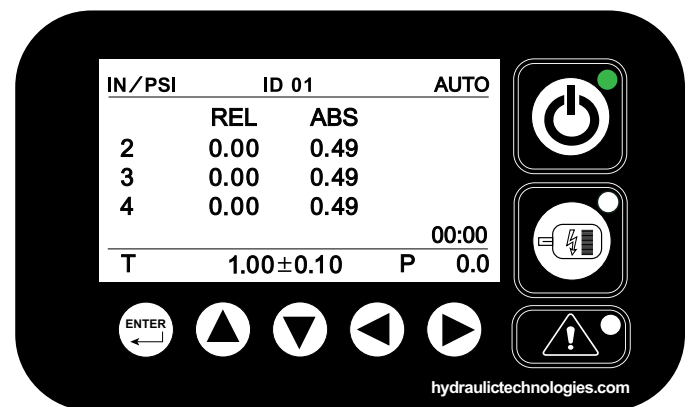 IN/PSI ID 01 AUTO
REL ABS
2 0.00 0.49
3 0.00 0.49
4 0.00 0.49
00:00
T 1.00±0.10 P 0.0
ENTER
hydraulictechnologies.com